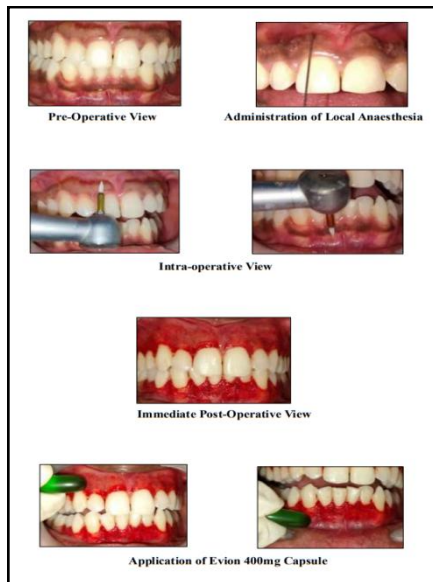 Pre-Operative View
Administration of Local Anaesthesia
Intra-operative View
Immediate Post-Operative View
Application of Evion 400mg Capsule